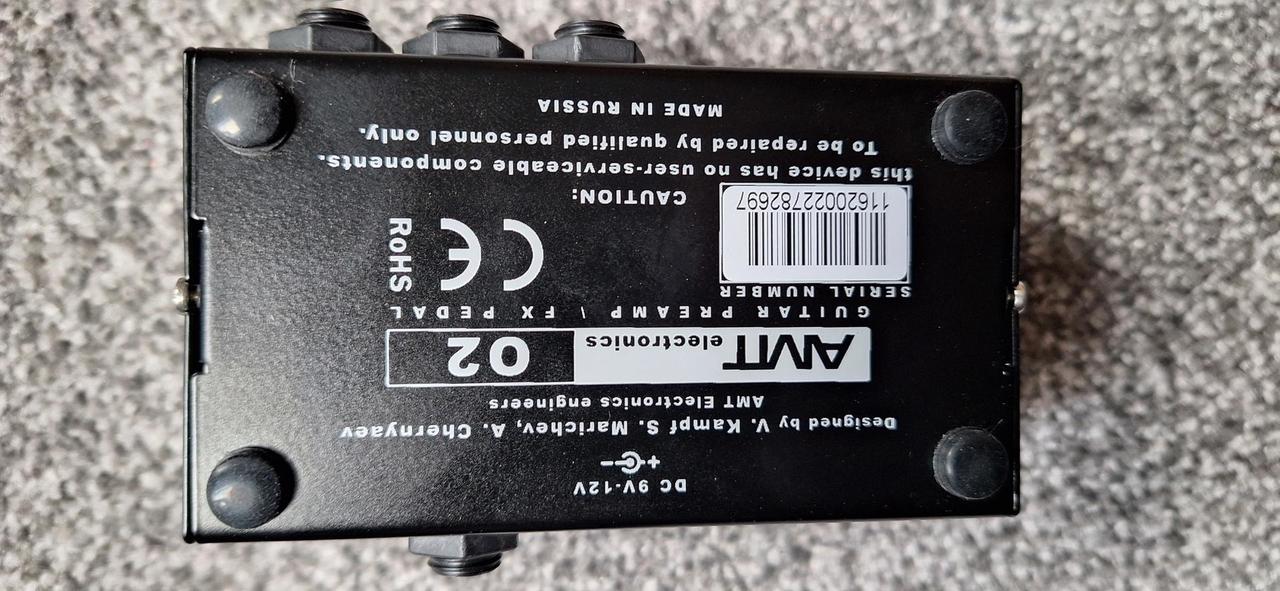 DC 9V-12V
Designed by V. Kampf S. Marichev, A. Chernyaev
AMT Electronics engineers
AMT electronics O2
GUITAR PREAMP \ FX PEDAL
SERIAL NUMBER
11620022782697
CE RoHS
CAUTION:
this device has no user-serviceable components.
To be repaired by qualified personnel only.
MADE IN RUSSIA